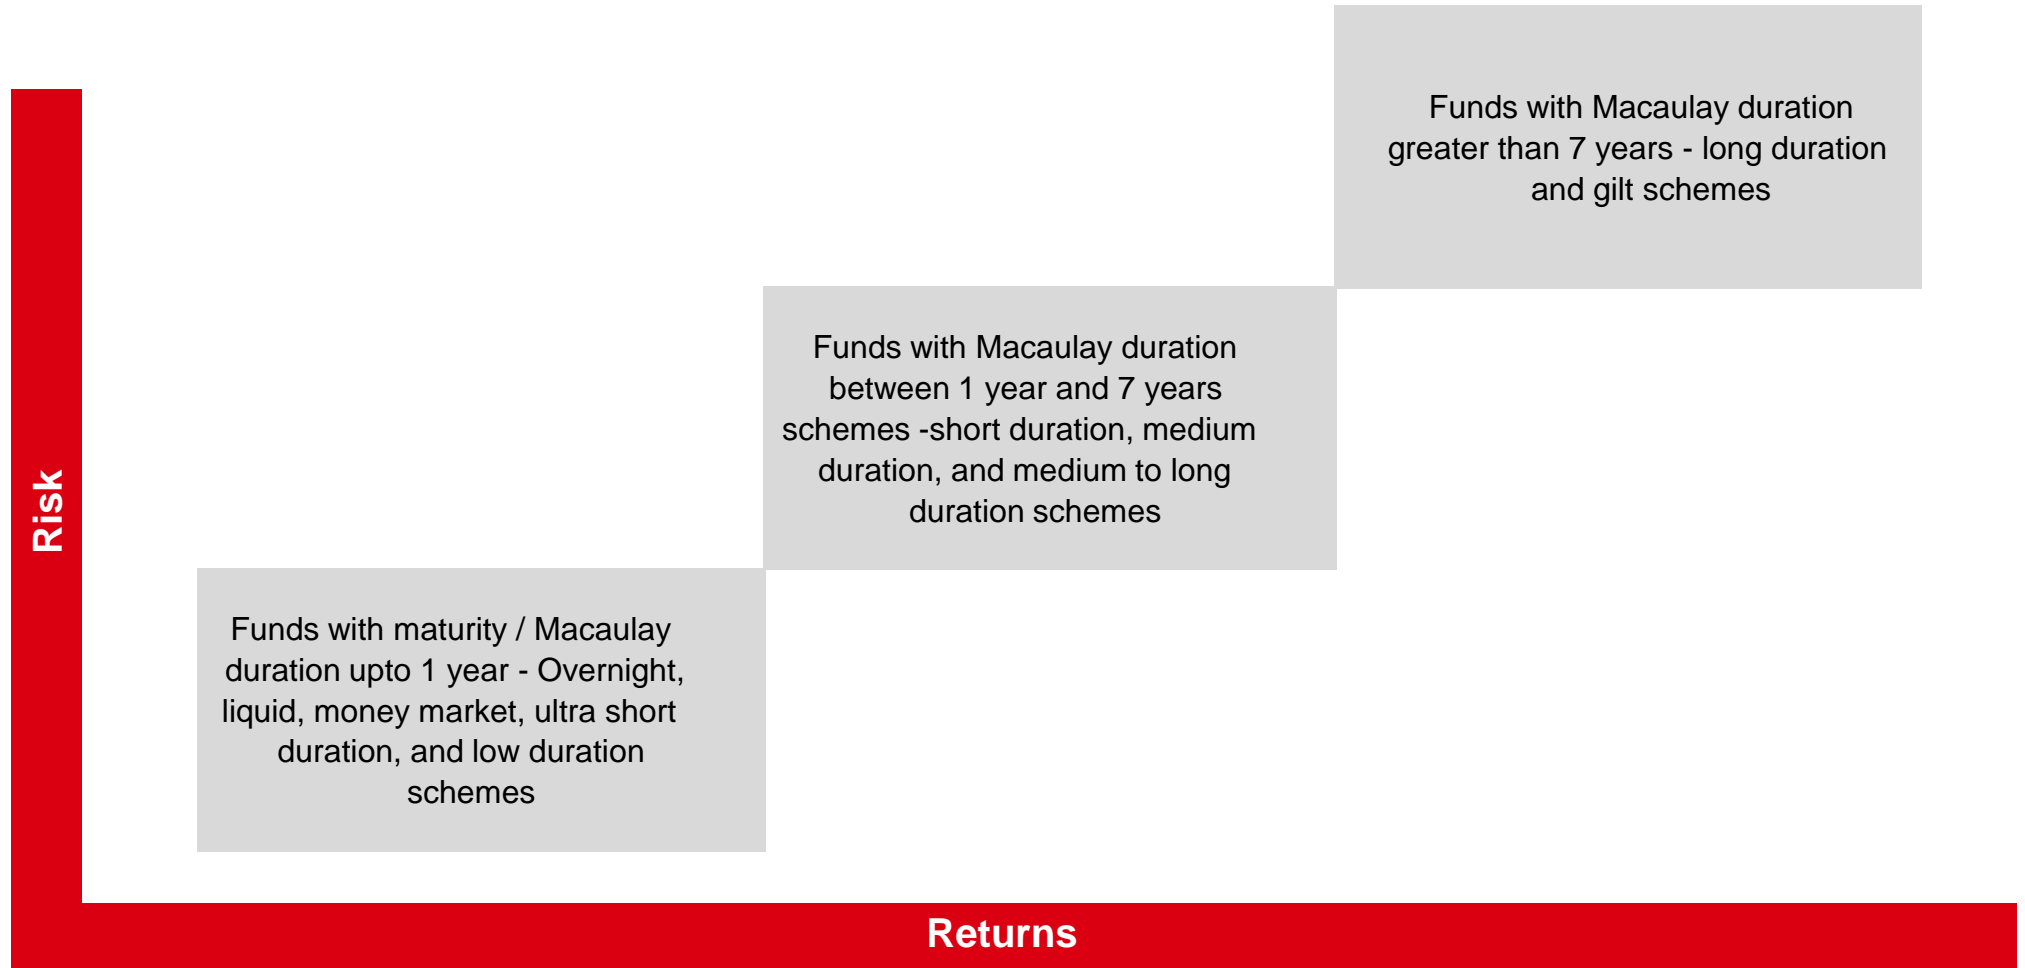 Funds with Macaulay duration
greater than 7 years - long duration
and gilt schemes
Funds with Macaulay duration
between 1 year and 7 years
schemes -short duration, medium
duration, and medium to long
duration schemes
Risk
Funds with maturity / Macaulay
duration upto 1 year - Overnight,
liquid, money market, ultra short
duration, and low duration
schemes
Returns